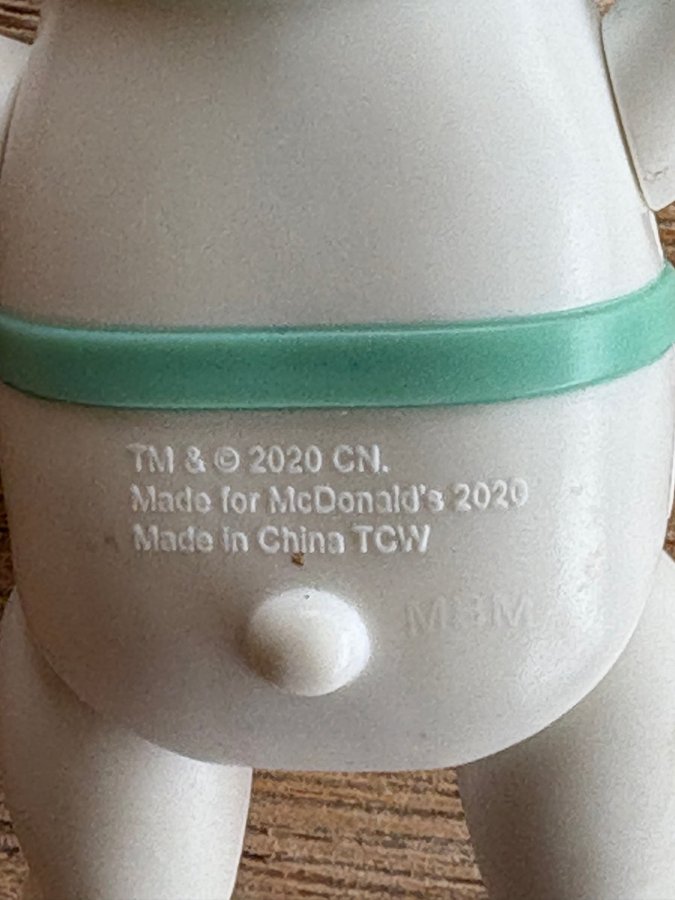 TM & © 2020 CN.
Made for McDonald's 2020
Made in China TCW